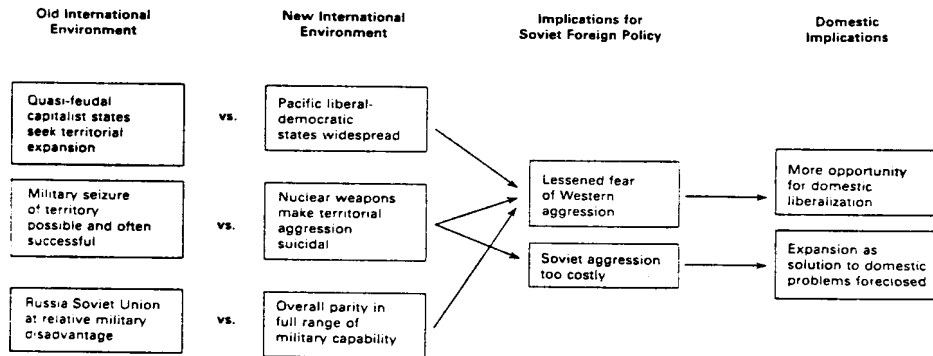 Old International
Environment
New International
Environment
Implications for
Soviet Foreign Policy
Domestic
Implications
Quasi-feudal
capitalist states
seek territorial
expansion
vs.
Pacific liberal-
democratic
states widespread
Military seizure
of territory
possible and often
successful
vs.
Nuclear weapons
make territorial
aggression
suicidal
Lessened fear
of Western
aggression
More opportunity
for domestic
liberalization
Soviet aggression
too costly
Expansion as
solution to domestic
problems foreclosed
Russia Soviet Union
at relative military
disadvantage
vs.
Overall parity in
full range of
military capability